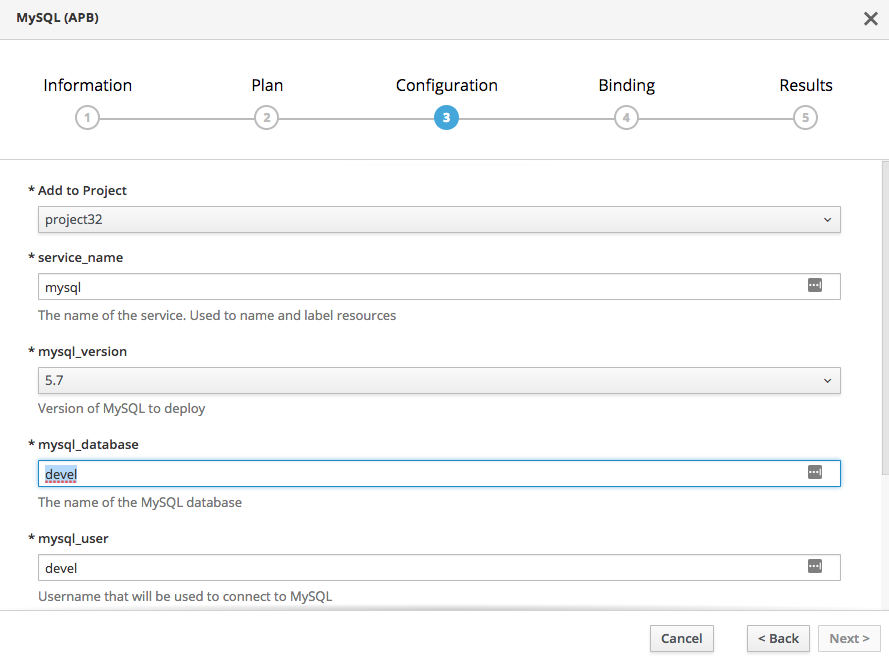 MySQL (APB)
Information Plan Configuration Binding Results
1 2 3 4 5
* Add to Project
project32
* service_name
mysql
The name of the service. Used to name and label resources
* mysql_version
5.7
Version of MySQL to deploy
* mysql_database
devel
The name of the MySQL database
* mysql_user
devel
Username that will be used to connect to MySQL
Cancel < Back Next >